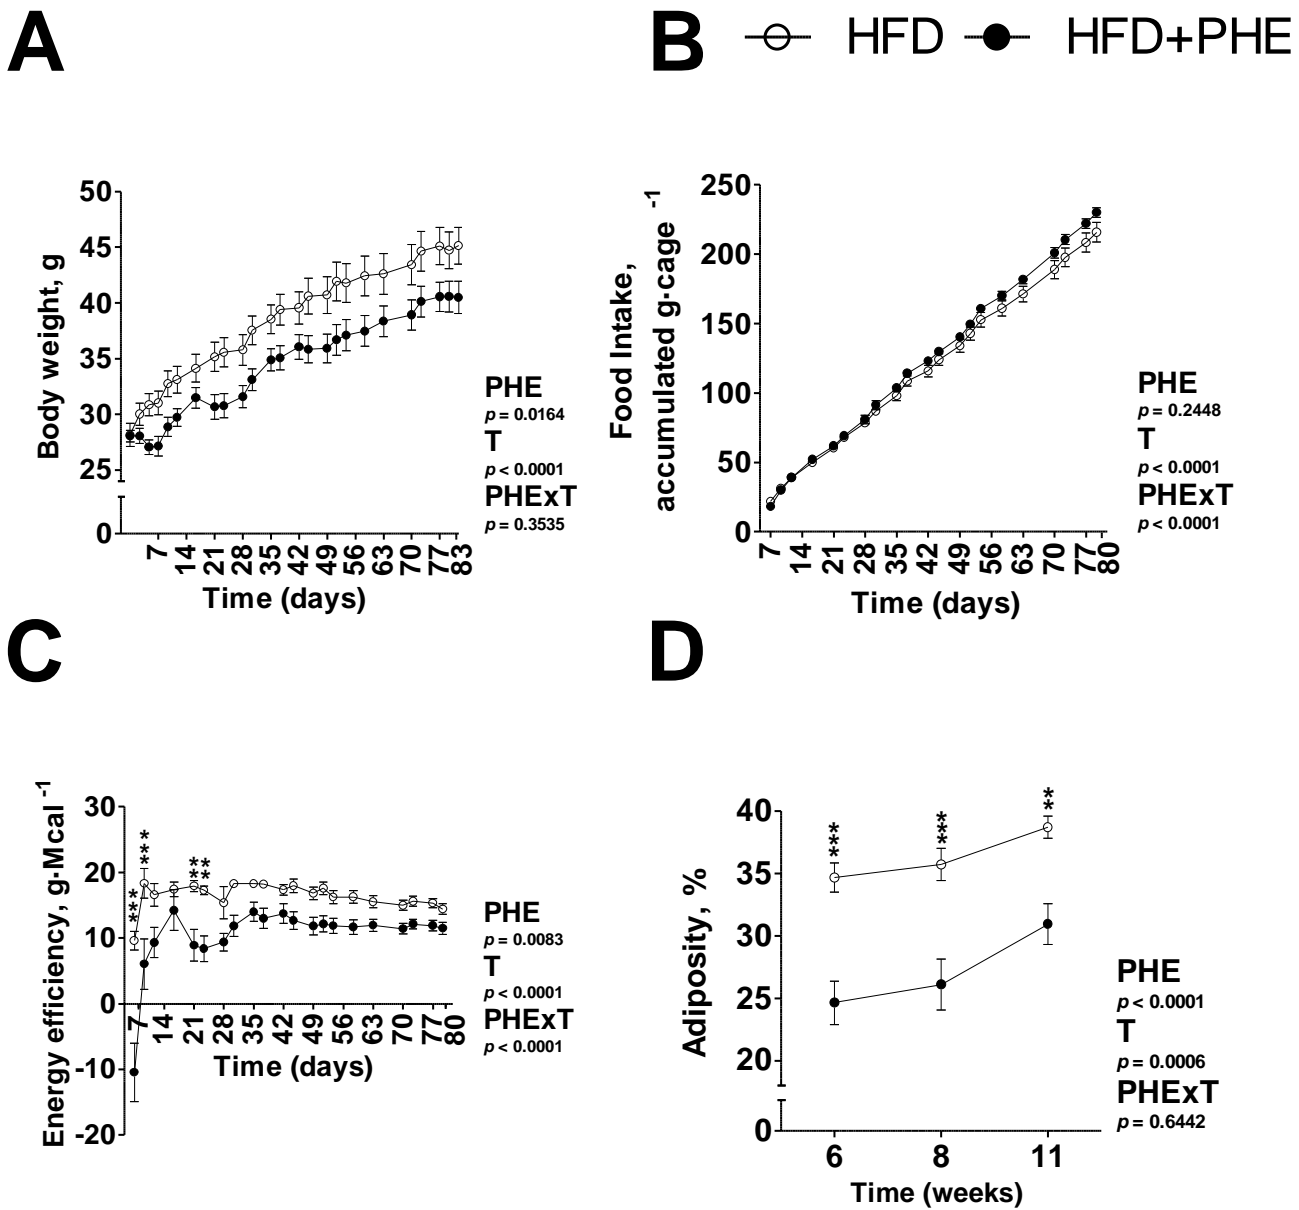 A
B
HFD
HFD+PHE
50
45
40
35
30
25
0
Body weight, g
7 14 21 28 35 42 49 56 63 70 77 83
Time (days)
PHE
p = 0.0164
T
p < 0.0001
PHExT
p = 0.3535
250
200
150
100
50
0
Food Intake,
accumulated g·cage -1
7 14 21 28 35 42 49 56 63 70 77 80
Time (days)
PHE
p = 0.2448
T
p < 0.0001
PHExT
p < 0.0001
C
D
30
20
10
0
-10
-20
Energy efficiency, g·Mcal -1
***
***
**
**
7 14 21 28 35 42 49 56 63 70 77 80
Time (days)
PHE
p = 0.0083
T
p < 0.0001
PHExT
p < 0.0001
40
35
30
25
20
0
Adiposity, %
***
***
**
6 8 11
Time (weeks)
PHE
p < 0.0001
T
p = 0.0006
PHExT
p = 0.6442